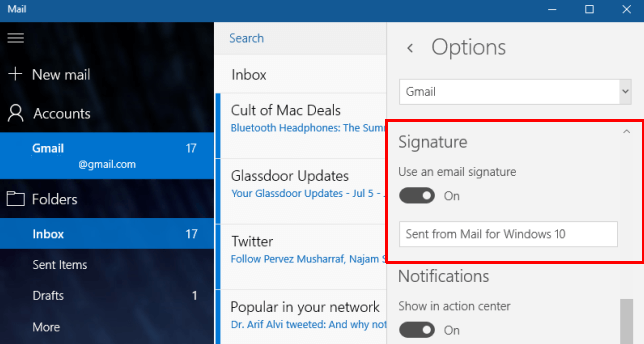 Mail
Search
Options
New mail
Inbox
Gmail
Accounts
Cult of Mac Deals
Bluetooth Headphones: The
Signature
Gmail 17
@gmail.com
Glassdoor Updates
Your Glassdoor Updates - Jul 5 -
Use an email signature
On
Folders
Inbox 17
Twitter
Follow Pervez Musharraf, Najam S
Sent from Mail for Windows 10
Sent Items
Notifications
Drafts 1
Popular in your network
Dr. Arif Alvi tweeted: And why not
Show in action center
More
On